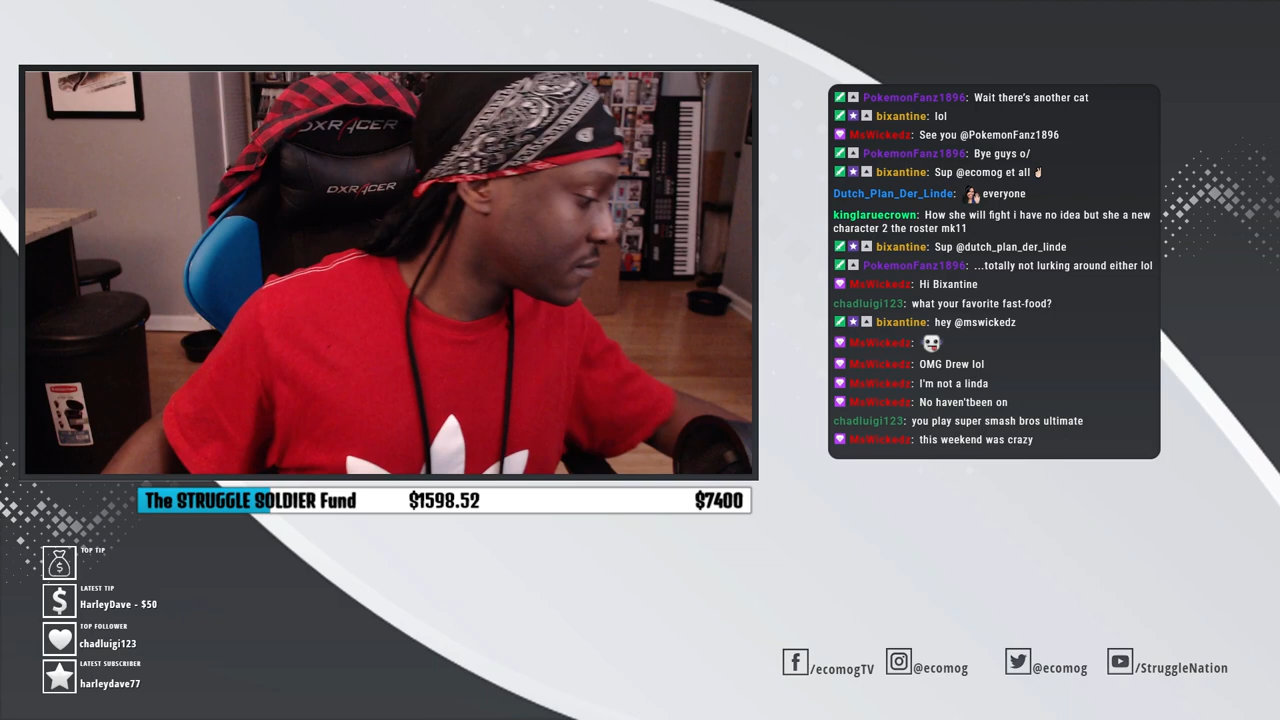 DXRACER
DXRACER
PokemonFanz1896: Wait there's another cat
bixantine: lol
MsWickedz: See you @PokemonFanz1896
PokemonFanz1896: Bye guys o/
bixantine: Sup @ecomog et all
Dutch_Plan_Der_Linde: everyone
kinglaruecrown: How she will fight i have no idea but she a new
character 2 the roster mk11
bixantine: Sup @dutch_plan_der_linde
PokemonFanz1896: ...totally not lurking around either lol
MsWickedz: Hi Bixantine
chadluigi123: what your favorite fast-food?
bixantine: hey @mswickedz
MsWickedz:
MsWickedz: OMG Drew lol
MsWickedz: I'm not a linda
MsWickedz: No haven'tbeen on
chadluigi123: you play super smash bros ultimate
MsWickedz: this weekend was crazy
The STRUGGLE SOLDIER Fund $1598.52 $7400
TOP TIP
LATEST TIP
HarleyDave - $50
TOP FOLLOWER
chadluigi123
LATEST SUBSCRIBER
harleydave77
/ecomogTV @ecomog @ecomog /StruggleNation